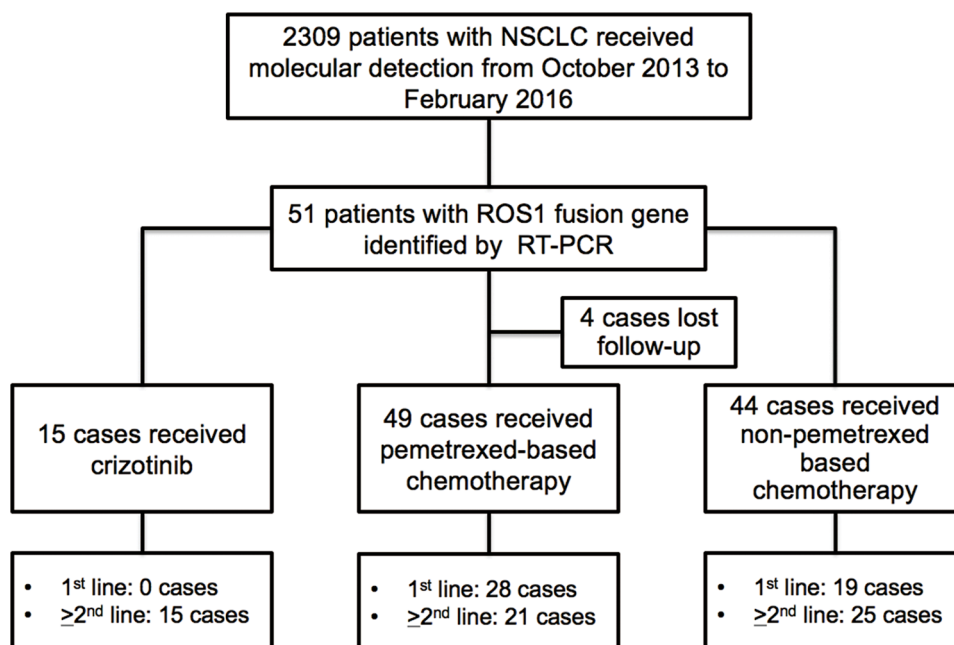 2309 patients with NSCLC received
molecular detection from October 2013 to
February 2016
51 patients with ROS1 fusion gene
identified by RT-PCR
4 cases lost
follow-up
15 cases received
crizotinib
49 cases received
pemetrexed-based
chemotherapy
44 cases received
non-pemetrexed
based
chemotherapy
• 1st line: 0 cases
• ≥2nd line: 15 cases
• 1st line: 28 cases
• ≥2nd line: 21 cases
• 1st line: 19 cases
• ≥2nd line: 25 cases